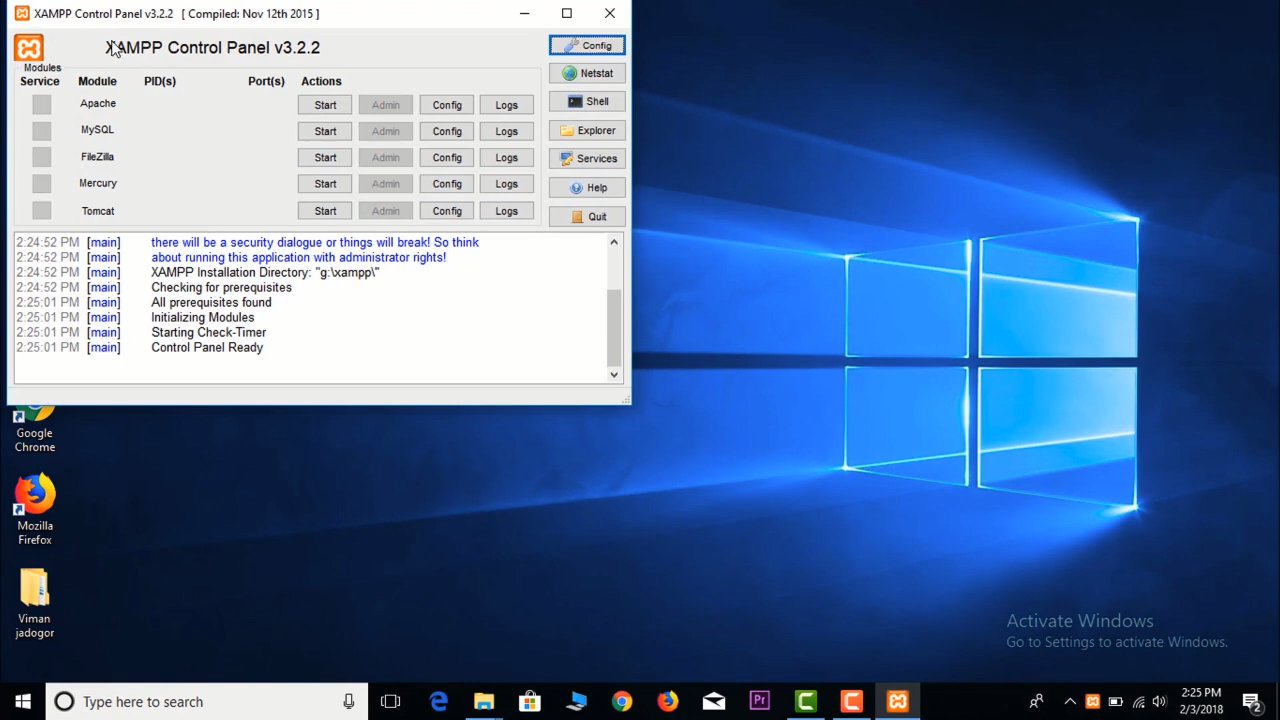 XAMPP Control Panel v3.2.2 [ Compiled: Nov 12th 2015 ]
XAMPP Control Panel v3.2.2
Config
Modules
Service Module PID(s) Port(s) Actions
Netstat
Apache Start Admin Config Logs
Shell
MySQL Start Admin Config Logs
Explorer
FileZilla Start Admin Config Logs
Services
Mercury Start Admin Config Logs
Help
Tomcat Start Admin Config Logs
Quit
2:24:52 PM [main] there will be a security dialogue or things will break! So think
2:24:52 PM [main] about running this application with administrator rights!
2:24:52 PM [main] XAMPP Installation Directory: "g:\xampp\"
2:24:52 PM [main] Checking for prerequisites
2:25:01 PM [main] All prerequisites found
2:25:01 PM [main] Initializing Modules
2:25:01 PM [main] Starting Check-Timer
2:25:01 PM [main] Control Panel Ready
Google
Chrome
Mozilla
Firefox
Viman
jadogor
Activate Windows
Go to Settings to activate Windows.
Type here to search
Pr
2:25 PM
2/3/2018
2